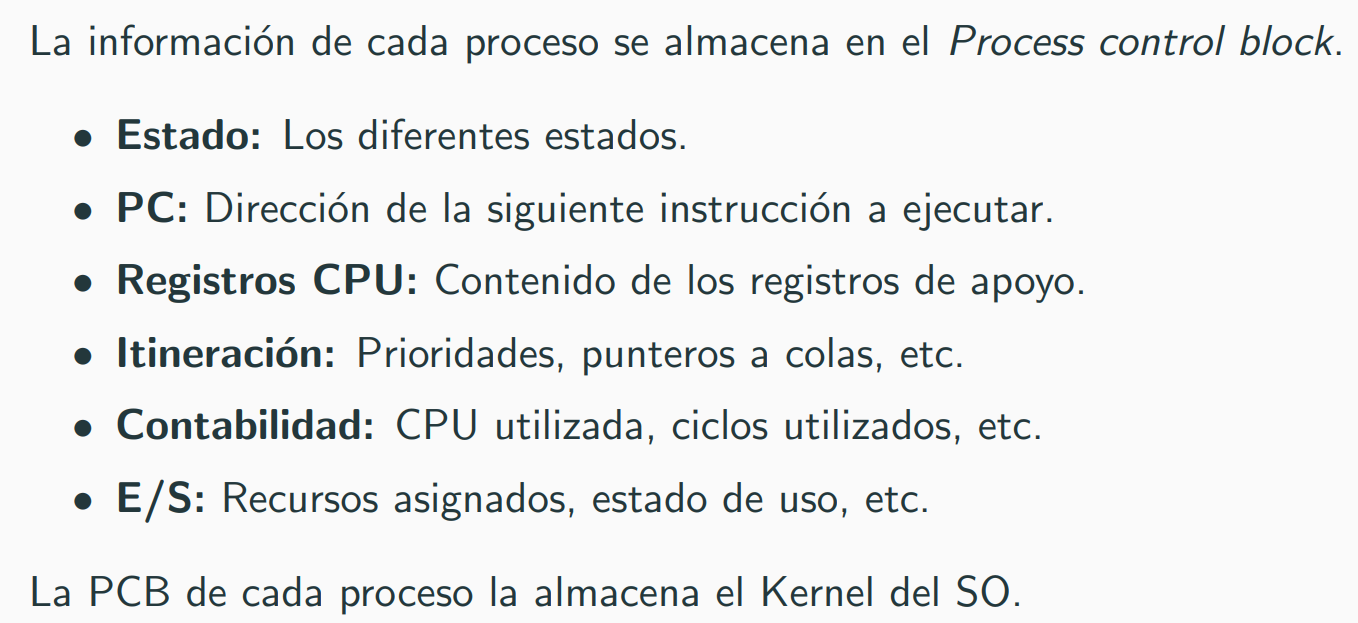 La información de cada proceso se almacena en el Process control block.
• Estado: Los diferentes estados.
• PC: Dirección de la siguiente instrucción a ejecutar.
• Registros CPU: Contenido de los registros de apoyo.
• Itineración: Prioridades, punteros a colas, etc.
• Contabilidad: CPU utilizada, ciclos utilizados, etc.
• E/S: Recursos asignados, estado de uso, etc.
La PCB de cada proceso la almacena el Kernel del SO.